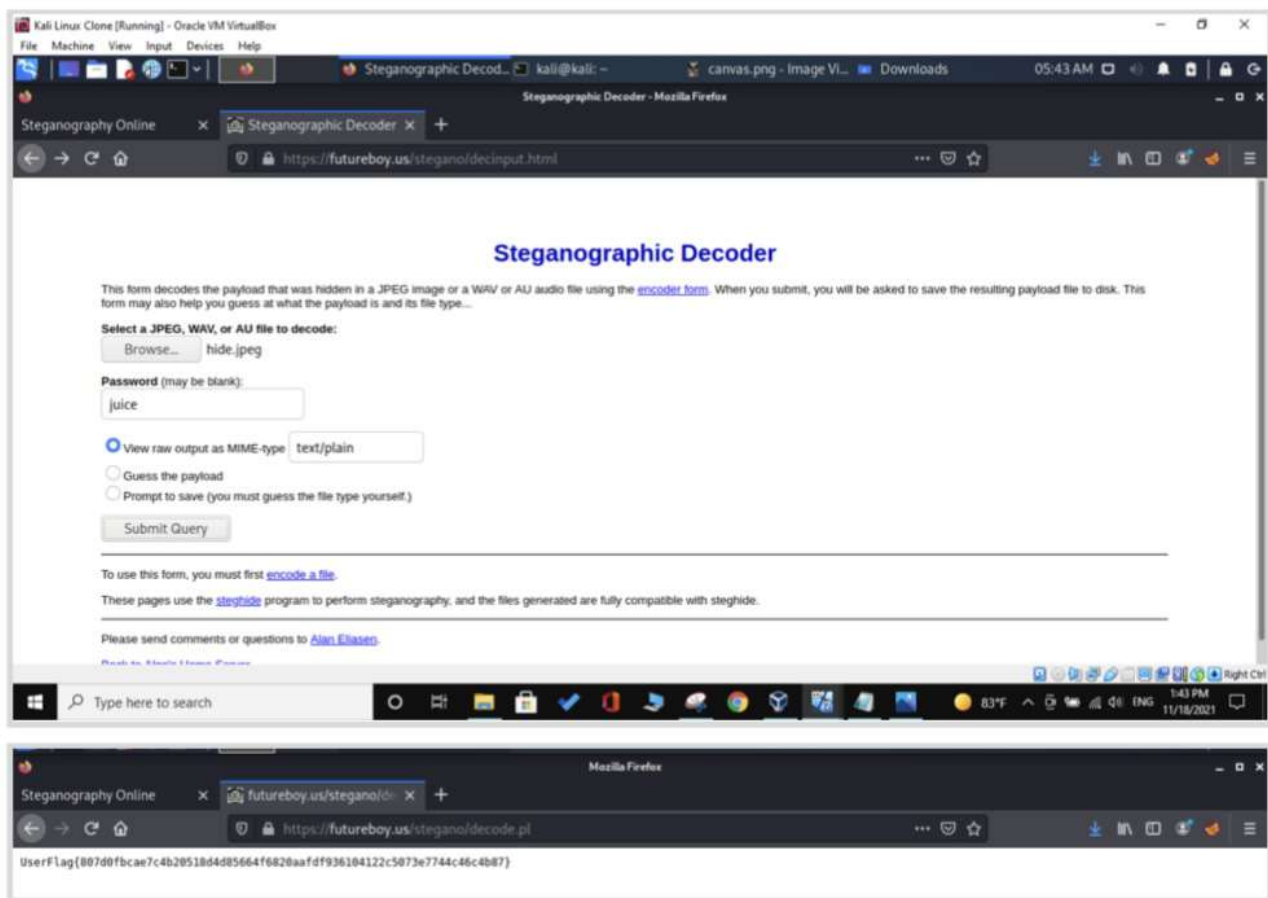 Kali Linux Clone [Running] - Oracle VM VirtualBox
File Machine View Input Devices Help
Steganographic Decod... kali@kali: ~ canvas.png - Image Vi... Downloads 05:43 AM
Steganographic Decoder - Mozilla Firefox
Steganography Online Steganographic Decoder
https://futureboy.us/stegano/decinput.html
Steganographic Decoder
This form decodes the payload that was hidden in a JPEG image or a WAV or AU audio file using the encoder form. When you submit, you will be asked to save the resulting payload file to disk. This
form may also help you guess at what the payload is and its file type...
Select a JPEG, WAV, or AU file to decode:
Browse... hide.jpeg
Password (may be blank):
juice
View raw output as MIME-type text/plain
Guess the payload
Prompt to save (you must guess the file type yourself.)
Submit Query
To use this form, you must first encode a file.
These pages use the steghide program to perform steganography, and the files generated are fully compatible with steghide.
Please send comments or questions to Alan Eliasen.
Back to Alan's Home Server
Right Ctrl
Type here to search 83°F ENG 1:43 PM
11/18/2021
Mozilla Firefox
Steganography Online futureboy.us/stegano/de
https://futureboy.us/stegano/decode.pl
UserFlag{807d0fbcae7c4b20518d4d85664f6820aafdf936104122c5073e7744c46c4b87}